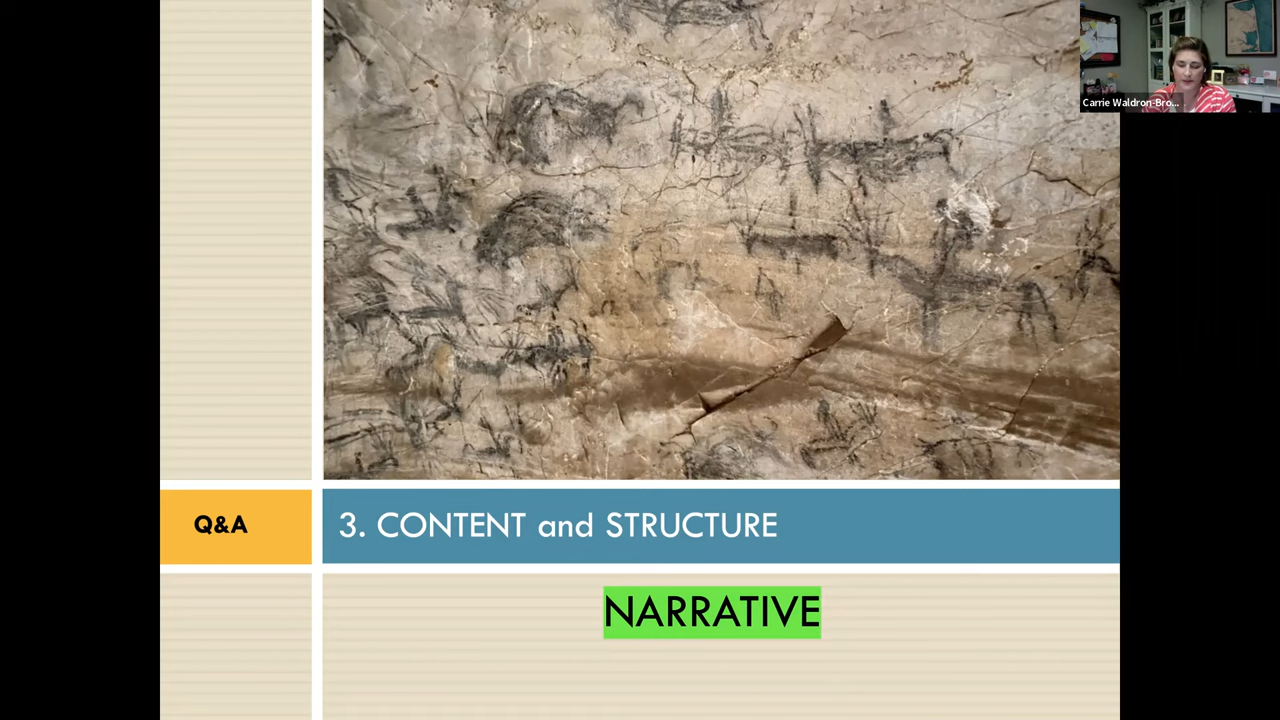 Carrie Waldron-Bro...
Q&A
3. CONTENT and STRUCTURE
NARRATIVE